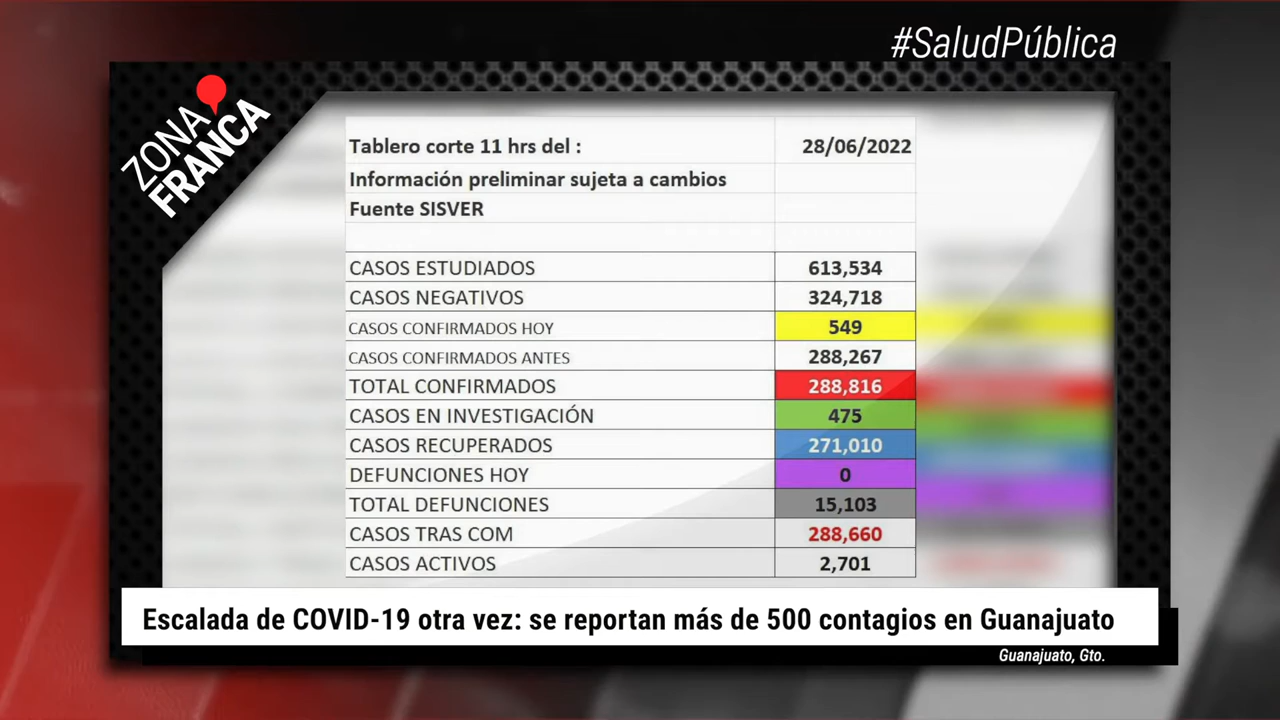 #SaludPública
ZONA
FRANCA
Tablero corte 11 hrs del : 28/06/2022
Información preliminar sujeta a cambios
Fuente SISVER
CASOS ESTUDIADOS 613,534
CASOS NEGATIVOS 324,718
CASOS CONFIRMADOS HOY 549
CASOS CONFIRMADOS ANTES 288,267
TOTAL CONFIRMADOS 288,816
CASOS EN INVESTIGACIÓN 475
CASOS RECUPERADOS 271,010
DEFUNCIONES HOY 0
TOTAL DEFUNCIONES 15,103
CASOS TRAS COM 288,660
CASOS ACTIVOS 2,701
Escalada de COVID-19 otra vez: se reportan más de 500 contagios en Guanajuato
Guanajuato, Gto.